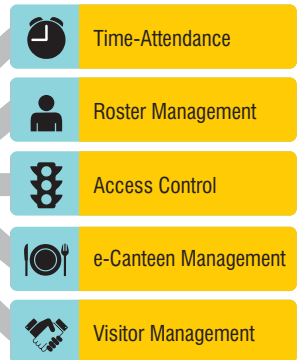 Time-Attendance
Roster Management
Access Control
e-Canteen Management
Visitor Management